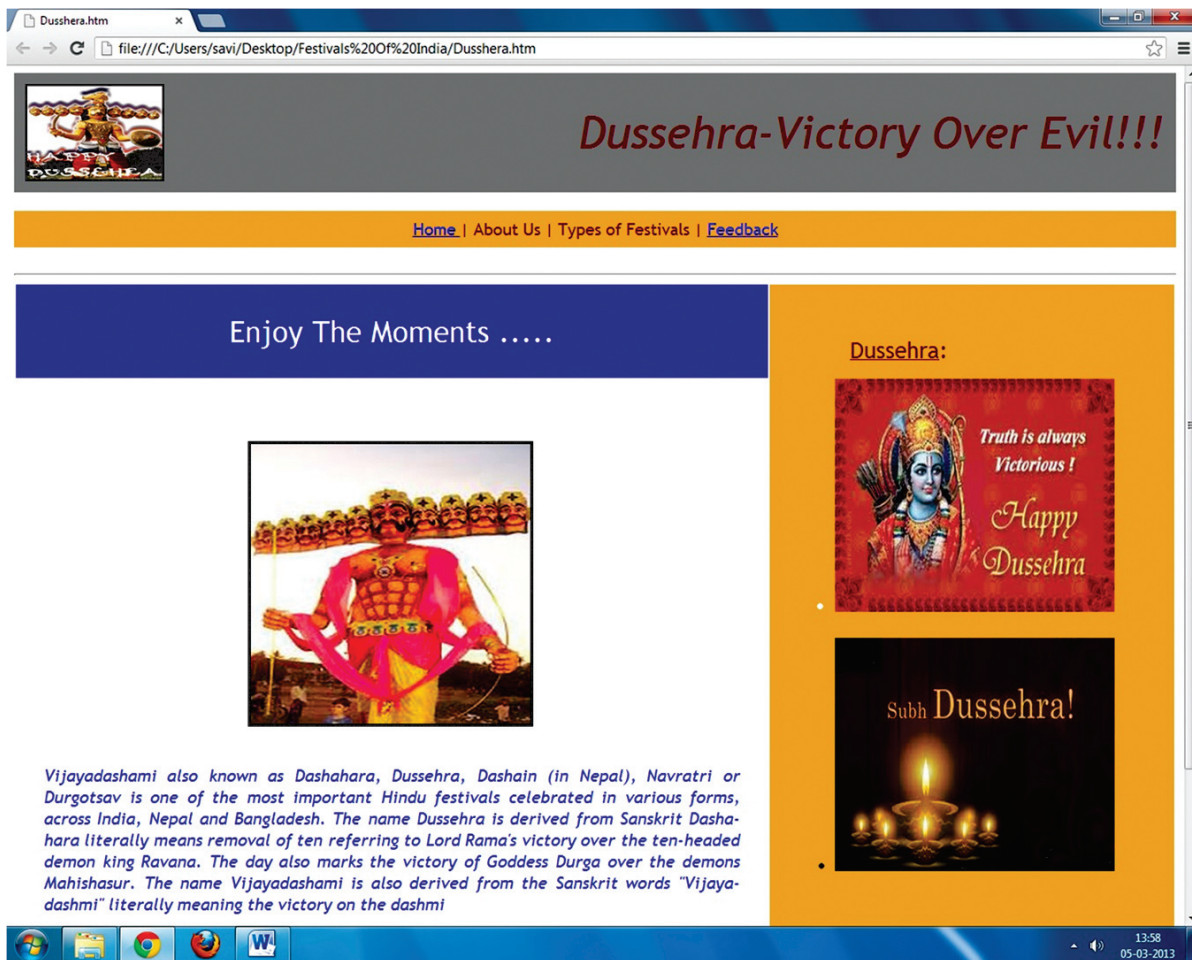 Dusshera.htm
file:///C:/Users/savi/Desktop/Festivals%20Of%20India/Dusshera.htm
HAPPY
DUSSEHRA
Dussehra-Victory Over Evil!!!
Home | About Us | Types of Festivals | Feedback
Enjoy The Moments .....
Dussehra:
Truth is always
Victorious !
Happy
Dussehra
Subh Dussehra!
Vijayadashami also known as Dashahara, Dussehra, Dashain (in Nepal), Navratri or
Durgotsav is one of the most important Hindu festivals celebrated in various forms,
across India, Nepal and Bangladesh. The name Dussehra is derived from Sanskrit Dasha-
hara literally means removal of ten referring to Lord Rama's victory over the ten-headed
demon king Ravana. The day also marks the victory of Goddess Durga over the demons
Mahishasur. The name Vijayadashami is also derived from the Sanskrit words "Vijaya-
dashmi" literally meaning the victory on the dashmi
13:58
05-03-2013